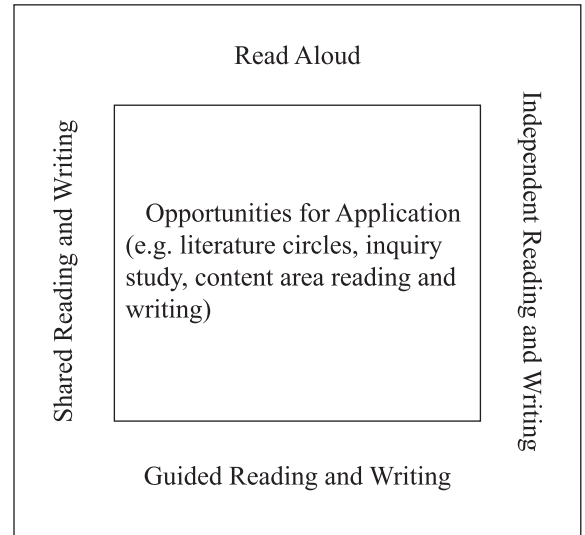 Read Aloud
Shared Reading and Writing
Opportunities for Application
(e.g. literature circles, inquiry
study, content area reading and
writing)
Independent Reading and Writing
Guided Reading and Writing